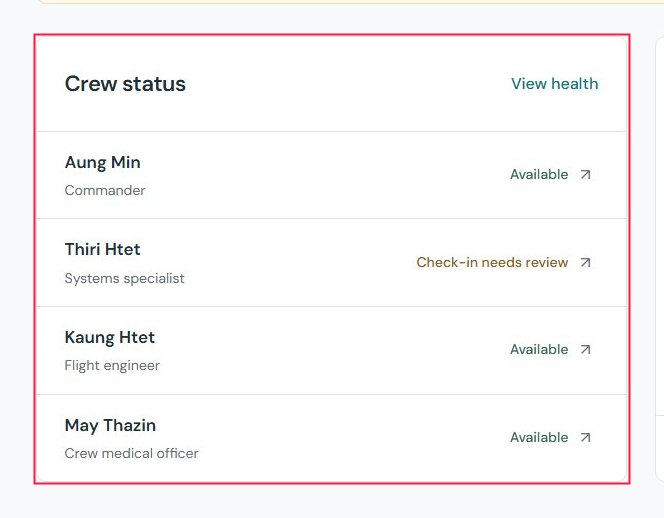 Crew status
View health
Aung Min
Commander
Available
Thiri Htet
Systems specialist
Check-in needs review
Kaung Htet
Flight engineer
Available
May Thazin
Crew medical officer
Available